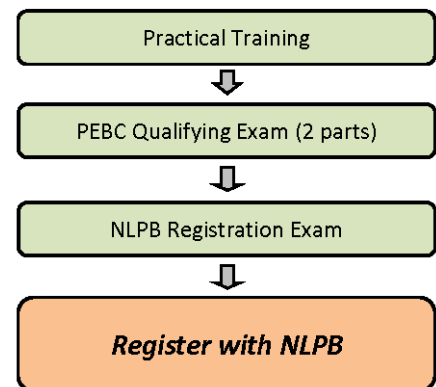 Practical Training
PEBC Qualifying Exam (2 parts)
NLPB Registration Exam
Register with NLPB